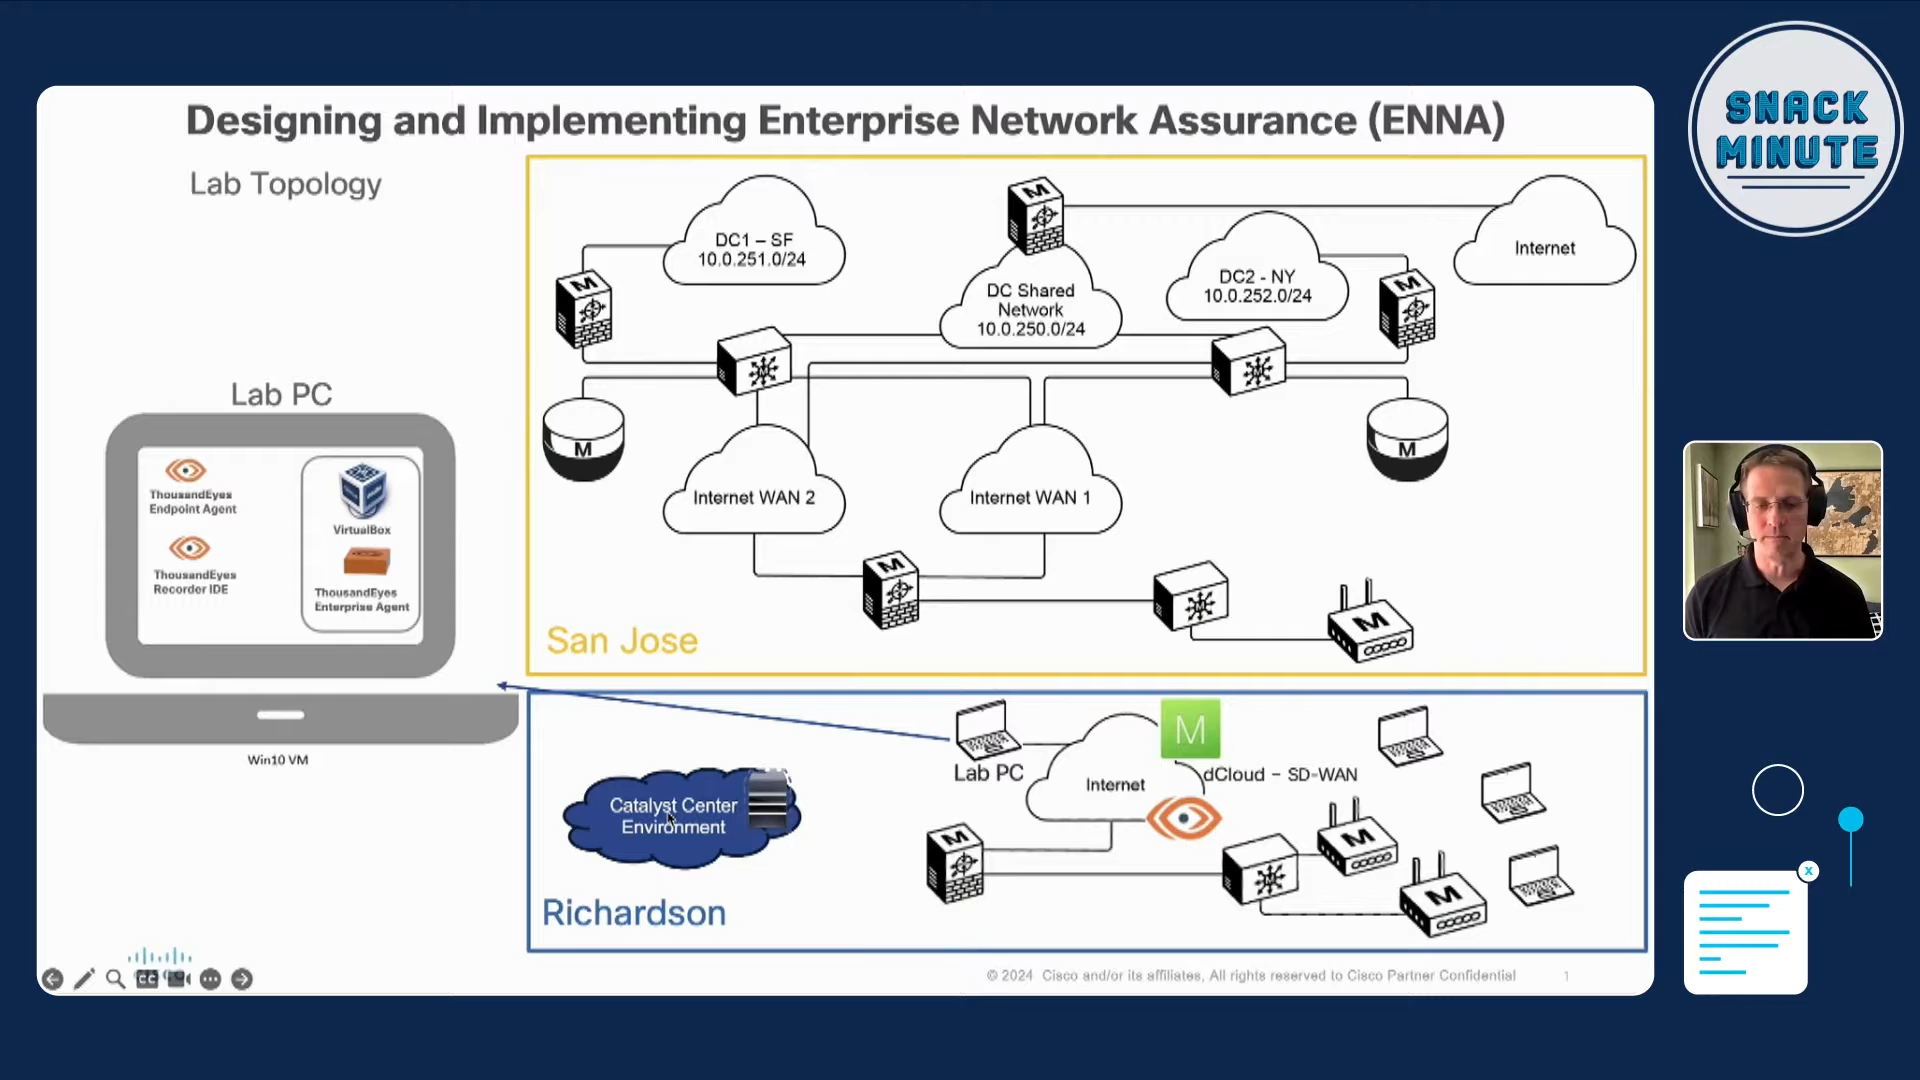 Designing and Implementing Enterprise Network Assurance (ENNA)
SNACK
MINUTE
Lab Topology
DC1 – SF
10.0.251.0/24
M
DC Shared
Network
10.0.250.0/24
DC2 - NY
10.0.252.0/24
Internet
M
M
M
M
Internet WAN 2
Internet WAN 1
M
M
San Jose
Lab PC
ThousandEyes
Endpoint Agent
ThousandEyes
Recorder IDE
VirtualBox
ThousandEyes
Enterprise Agent
Win10 VM
Catalyst Center
Environment
Richardson
Lab PC
Internet
M
dCloud – SD-WAN
M
M
M
CC
© 2024 Cisco and/or its affiliates, All rights reserved to Cisco Partner Confidential
1
x